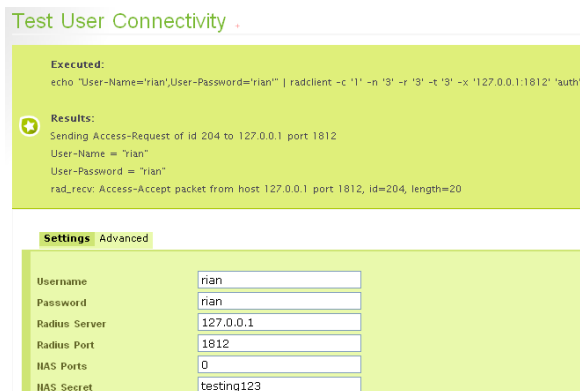 Test User Connectivity .
Executed:
echo "User-Name='rian',User-Password='rian'" | radclient -c '1' -n '3' -r '3' -t '3' -x '127.0.0.1:1812' 'auth'
Results:
Sending Access-Request of id 204 to 127.0.0.1 port 1812
User-Name = "rian"
User-Password = "rian"
rad_recv: Access-Accept packet from host 127.0.0.1 port 1812, id=204, length=20
Settings Advanced
Username rian
Password rian
Radius Server 127.0.0.1
Radius Port 1812
NAS Ports 0
NAS Secret testing123